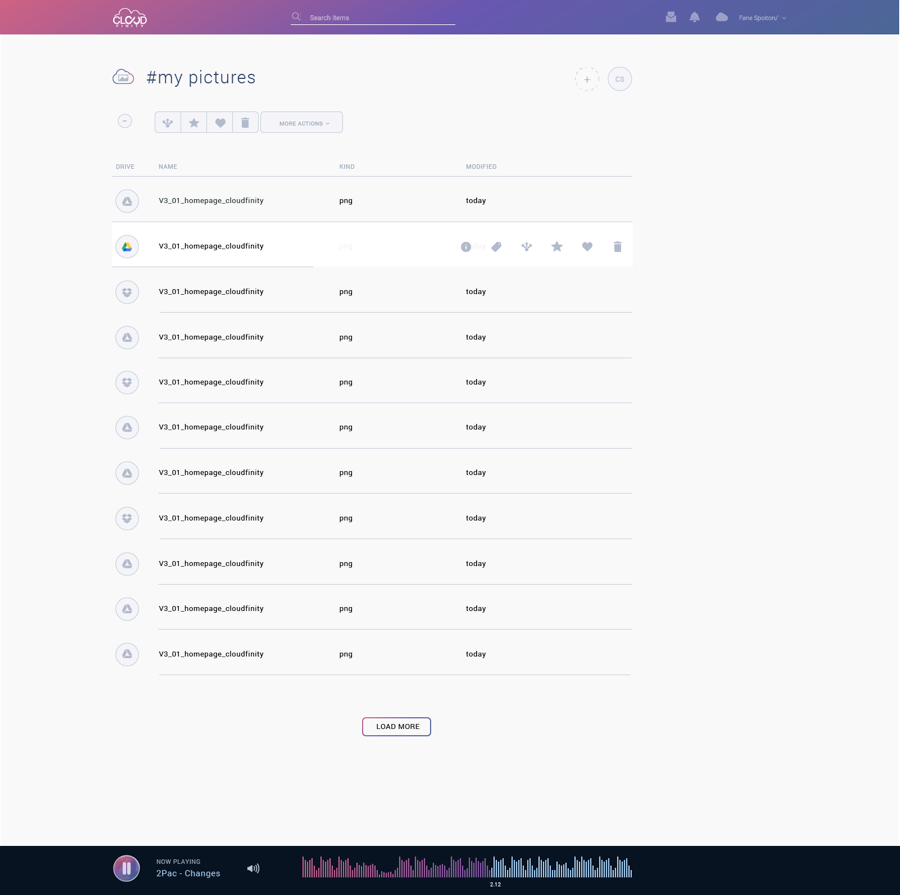 CLOUD
FINITY
Search items
Fane Spoitoru'
#my pictures
+
CS
MORE ACTIONS
DRIVE NAME KIND MODIFIED
V3_01_homepage_cloudfinity png today
V3_01_homepage_cloudfinity png
V3_01_homepage_cloudfinity png today
V3_01_homepage_cloudfinity png today
V3_01_homepage_cloudfinity png today
V3_01_homepage_cloudfinity png today
V3_01_homepage_cloudfinity png today
V3_01_homepage_cloudfinity png today
V3_01_homepage_cloudfinity png today
V3_01_homepage_cloudfinity png today
V3_01_homepage_cloudfinity png today
LOAD MORE
NOW PLAYING
2Pac - Changes
2.12